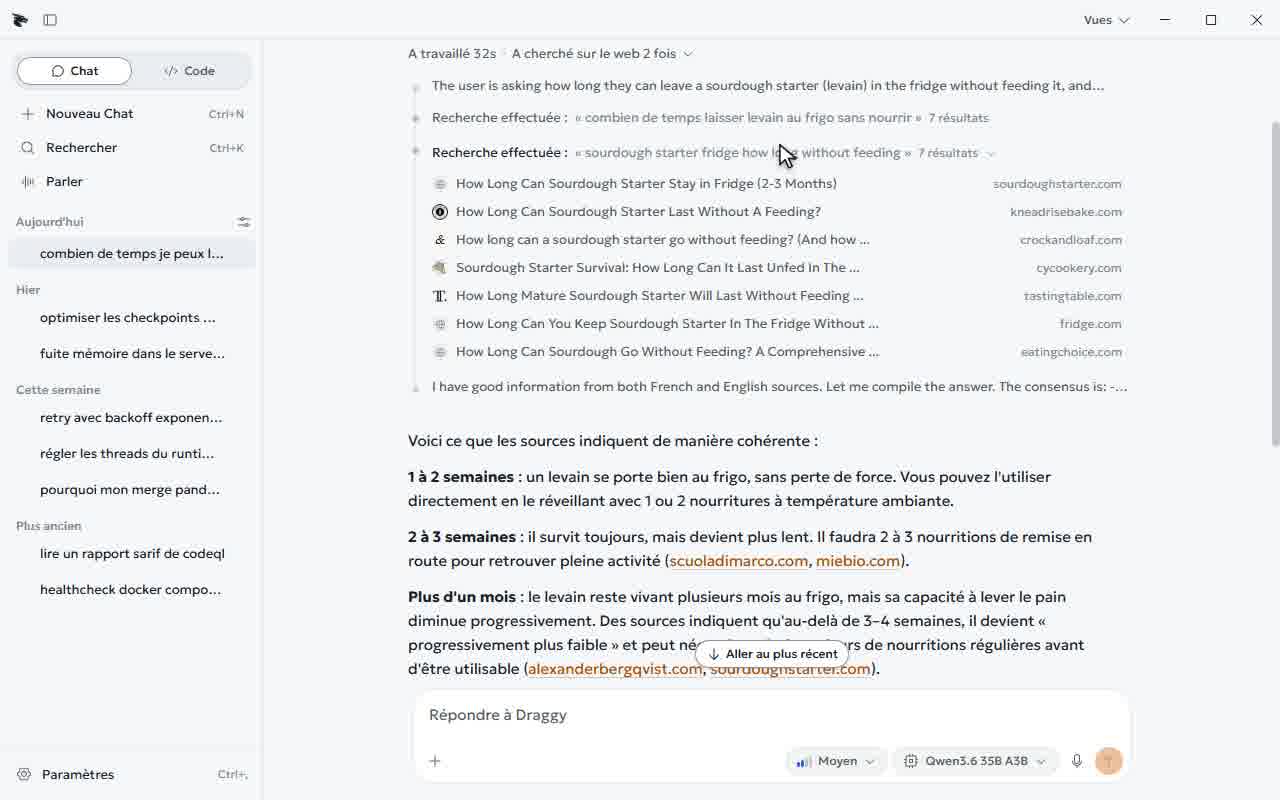 Vues
Chat
Code
Nouveau Chat Ctrl+N
Rechercher Ctrl+K
Parler
Aujourd'hui
combien de temps je peux l...
Hier
optimiser les checkpoints ...
fuite mémoire dans le serve...
Cette semaine
retry avec backoff exponen...
régler les threads du runti...
pourquoi mon merge pand...
Plus ancien
lire un rapport sarif de codeql
healthcheck docker compo...
Paramètres Ctrl+,
A travaillé 32s · A cherché sur le web 2 fois
The user is asking how long they can leave a sourdough starter (levain) in the fridge without feeding it, and...
Recherche effectuée : « combien de temps laisser levain au frigo sans nourrir » 7 résultats
Recherche effectuée : « sourdough starter fridge how long without feeding » 7 résultats
How Long Can Sourdough Starter Stay in Fridge (2-3 Months) sourdoughstarter.com
How Long Can Sourdough Starter Last Without A Feeding? kneadrisebake.com
How long can a sourdough starter go without feeding? (And how ... crockandloaf.com
Sourdough Starter Survival: How Long Can It Last Unfed In The ... cycookery.com
How Long Mature Sourdough Starter Will Last Without Feeding ... tastingtable.com
How Long Can You Keep Sourdough Starter In The Fridge Without ... fridge.com
How Long Can Sourdough Go Without Feeding? A Comprehensive ... eatingchoice.com
I have good information from both French and English sources. Let me compile the answer. The consensus is: -...
Voici ce que les sources indiquent de manière cohérente :
1 à 2 semaines : un levain se porte bien au frigo, sans perte de force. Vous pouvez l'utiliser
directement en le réveillant avec 1 ou 2 nourritures à température ambiante.
2 à 3 semaines : il survit toujours, mais devient plus lent. Il faudra 2 à 3 nourritions de remise en
route pour retrouver pleine activité (scuoladimarco.com, miebio.com).
Plus d'un mois : le levain reste vivant plusieurs mois au frigo, mais sa capacité à lever le pain
diminue progressivement. Des sources indiquent qu'au-delà de 3–4 semaines, il devient «
progressivement plus faible » et peut de nourritions régulières avant
d'être utilisable (alexanderbergqvist.com, sourdoughstarter.com).
Aller au plus récent
Répondre à Draggy
Moyen
Qwen3.6 35B A3B